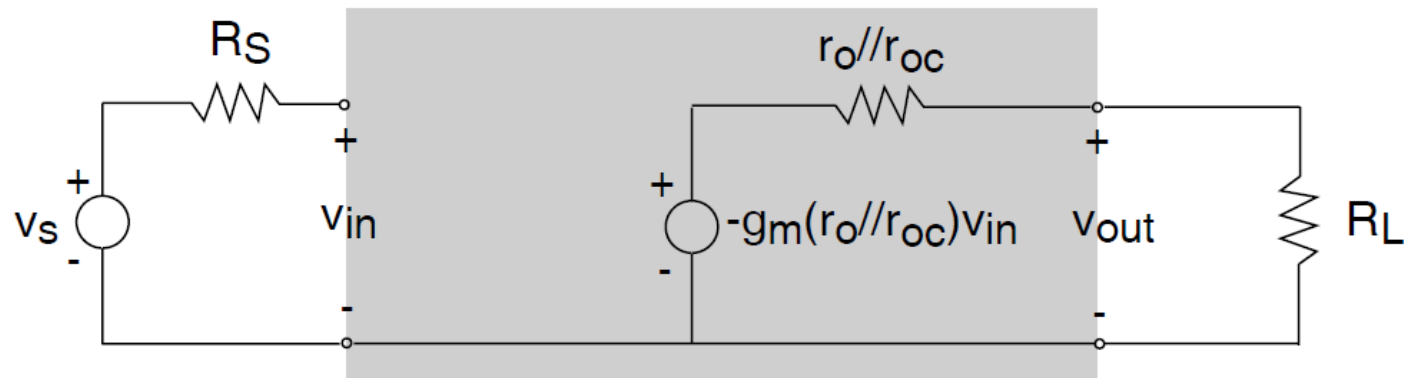 RS
ro//roc
+
+
+
+
vs
vin
-gm(ro//roc)vin
vout
RL
-
-
-
-